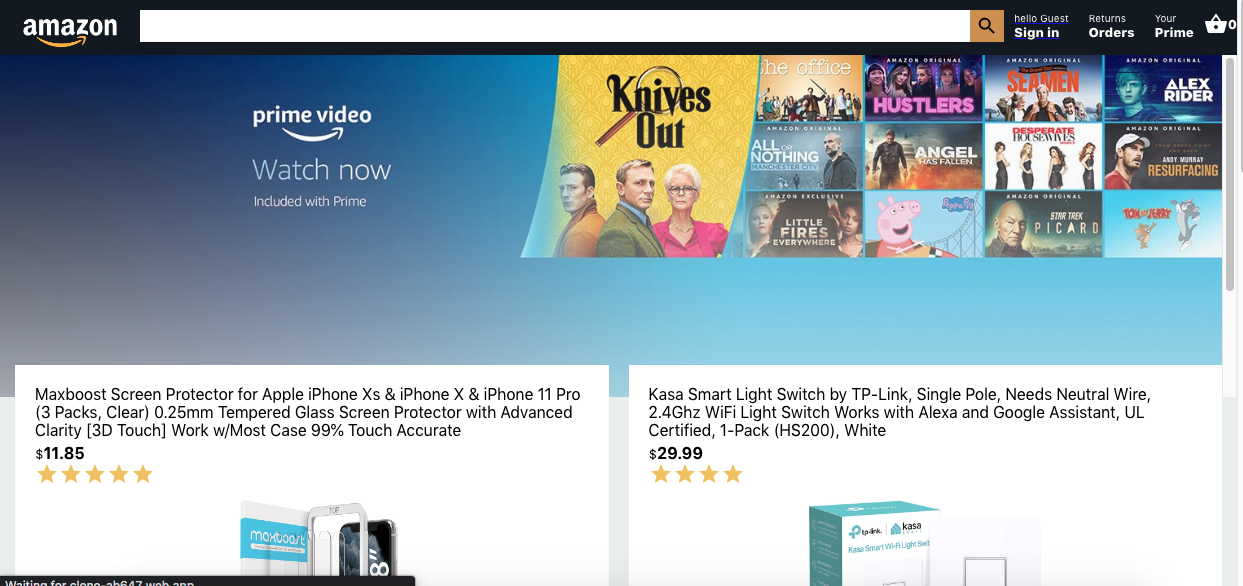 amazon
hello Guest
Sign in
Returns
Orders
Your
Prime
0
prime video
Watch now
Included with Prime
Knives
Out
the office
AMAZON ORIGINAL
HUSTLERS
AMAZON ORIGINAL
SEAMEN
AMAZON ORIGINAL
ALEX
RIDER
AMAZON ORIGINAL
ALL OR
NOTHING
MANCHESTER CITY
ANGEL
HAS FALLEN
DESPERATE
HOUSEWIVES
AMAZON ORIGINAL
ANDY MURRAY
RESURFACING
AMAZON EXCLUSIVE
LITTLE
FIRES
EVERYWHERE
Peppa Pig
AMAZON ORIGINAL
STAR TREK
PICARD
TOM and JERRY
Maxboost Screen Protector for Apple iPhone Xs & iPhone X & iPhone 11 Pro
(3 Packs, Clear) 0.25mm Tempered Glass Screen Protector with Advanced
Clarity [3D Touch] Work w/Most Case 99% Touch Accurate
$11.85
Kasa Smart Light Switch by TP-Link, Single Pole, Needs Neutral Wire,
2.4Ghz WiFi Light Switch Works with Alexa and Google Assistant, UL
Certified, 1-Pack (HS200), White
$29.99
TOP
maxboost
8"
tp-link
kasa
Kasa Smart Wi-Fi Light Swit
Waiting for clone-ab647.web.app